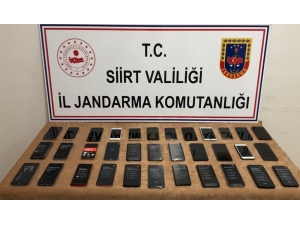 T.C.
SİİRT VALİLİĞİ
İL JANDARMA KOMUTANLIĞI